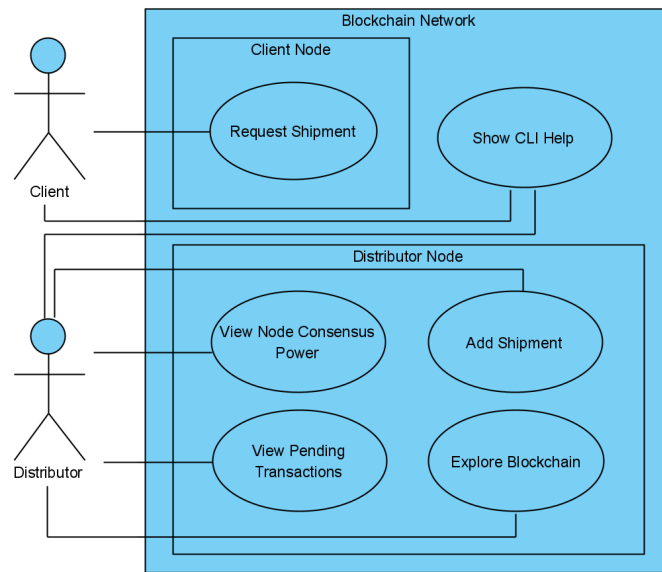 Blockchain Network
Client Node
Request Shipment
Show CLI Help
Client
Distributor Node
View Node Consensus
Power
Add Shipment
View Pending
Transactions
Explore Blockchain
Distributor